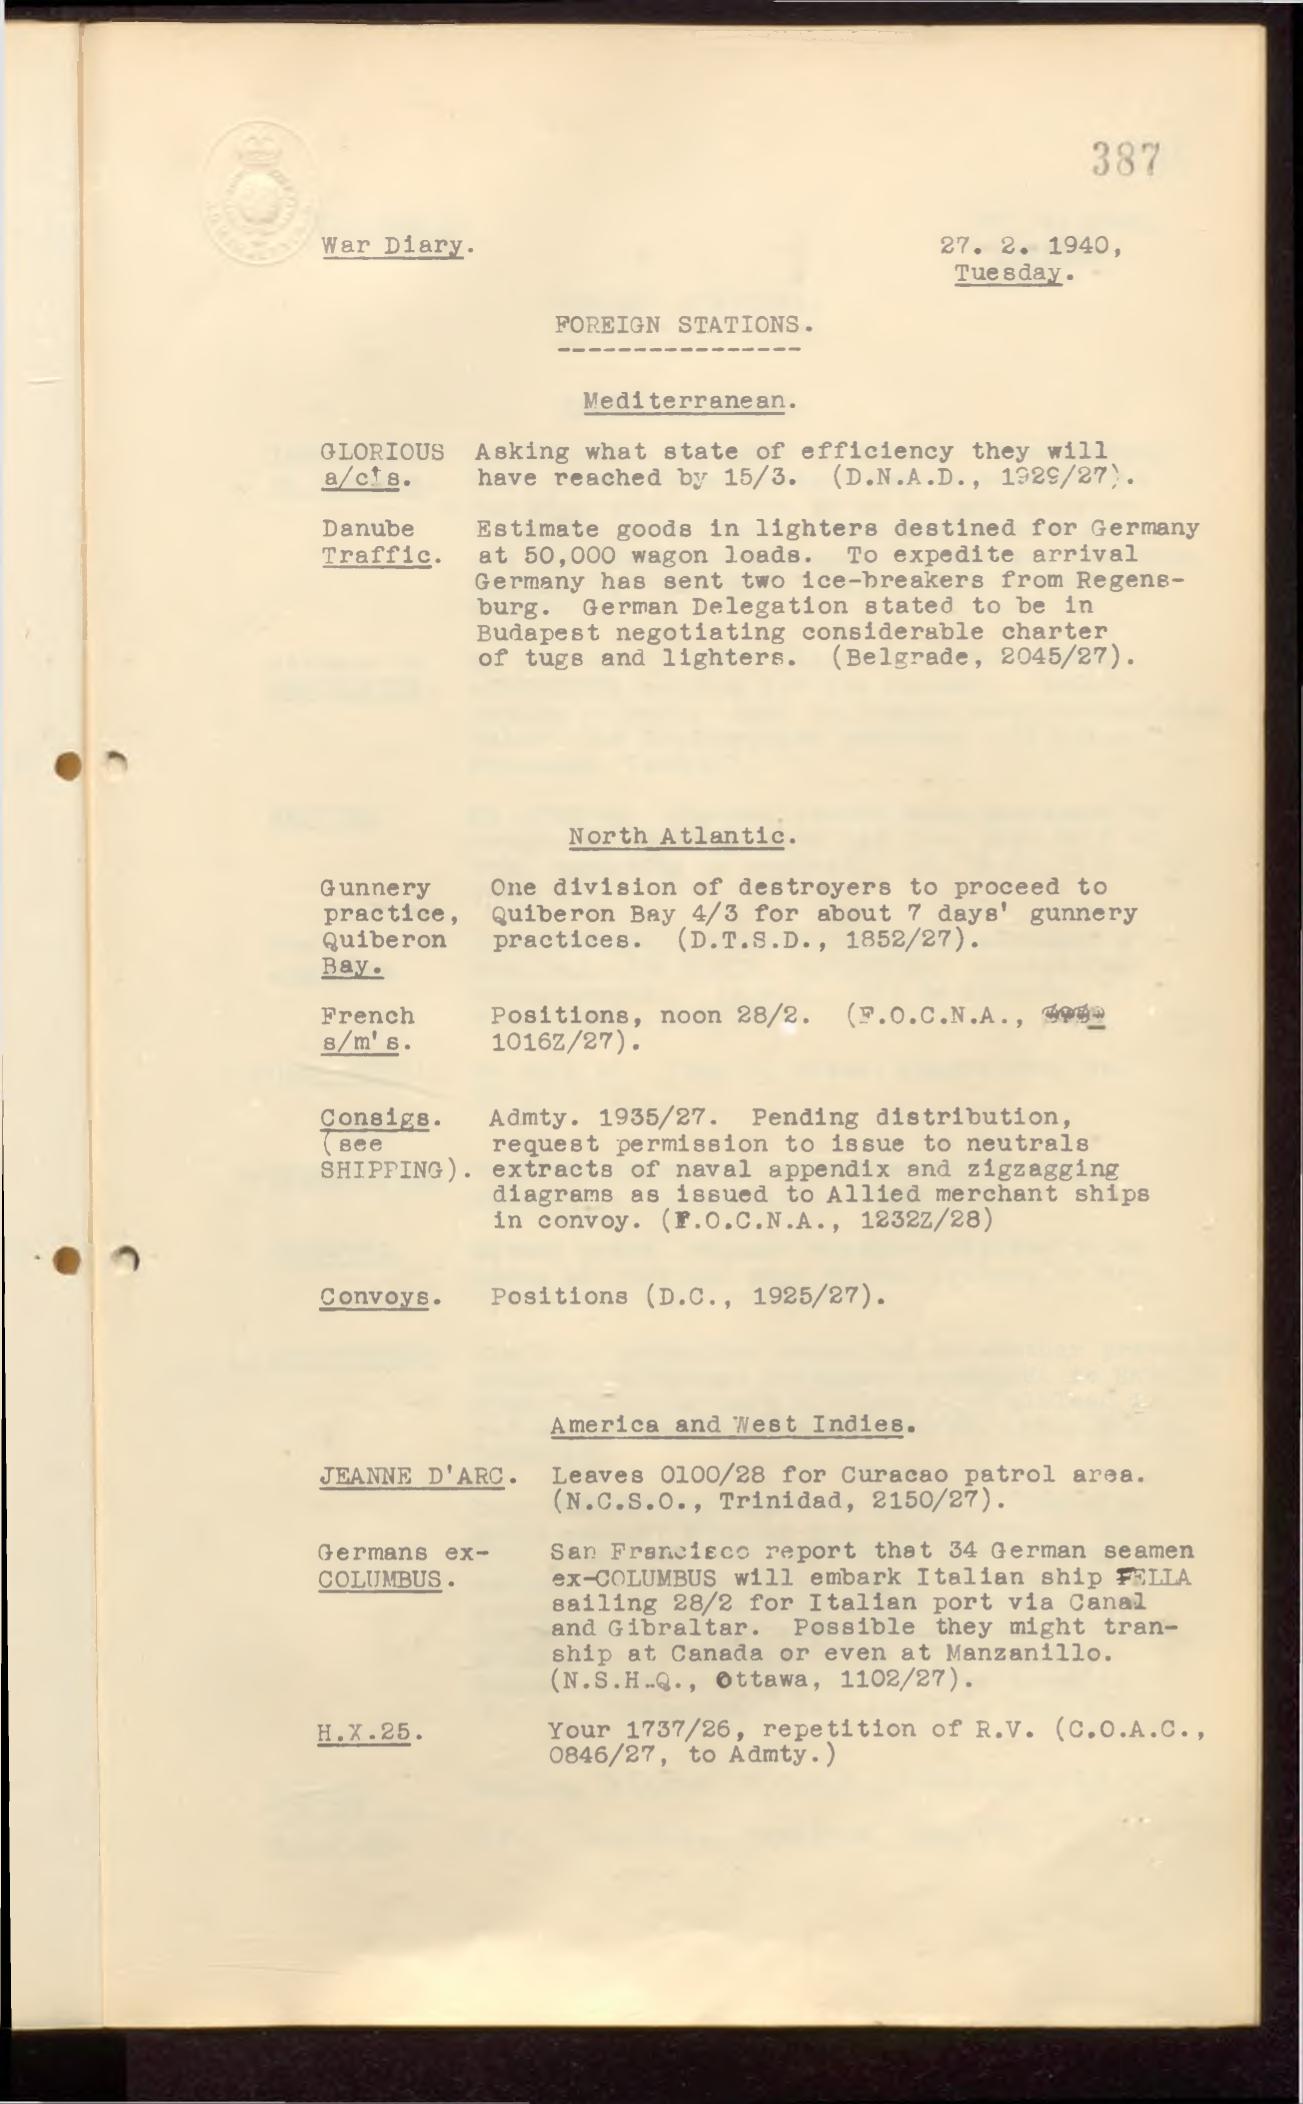 387
War Diary. 27. 2. 1940,
Tuesday.
FOREIGN STATIONS.
-----------------
Mediterranean.
GLORIOUS Asking what state of efficiency they will
a/c's. have reached by 15/3. (D.N.A.D., 1929/27).
Danube Estimate goods in lighters destined for Germany
Traffic. at 50,000 wagon loads. To expedite arrival
Germany has sent two ice-breakers from Regens-
burg. German Delegation stated to be in
Budapest negotiating considerable charter
of tugs and lighters. (Belgrade, 2045/27).
North Atlantic.
Gunnery One division of destroyers to proceed to
practice, Quiberon Bay 4/3 for about 7 days' gunnery
Quiberon practices. (D.T.S.D., 1852/27).
Bay.
French Positions, noon 28/2. (F.O.C.N.A.,
s/m's. 1016Z/27).
Consigs. Admty. 1935/27. Pending distribution,
(see request permission to issue to neutrals
SHIPPING). extracts of naval appendix and zigzagging
diagrams as issued to Allied merchant ships
in convoy. (F.O.C.N.A., 1232Z/28)
Convoys. Positions (D.C., 1925/27).
America and West Indies.
JEANNE D'ARC. Leaves 0100/28 for Curacao patrol area.
(N.C.S.O., Trinidad, 2150/27).
Germans ex- San Francisco report that 34 German seamen
COLUMBUS. ex-COLUMBUS will embark Italian ship FELLA
sailing 28/2 for Italian port via Canal
and Gibraltar. Possible they might tran-
ship at Canada or even at Manzanillo.
(N.S.H.Q., Ottawa, 1102/27).
H.X.25. Your 1737/26, repetition of R.V. (C.O.A.C.,
0846/27, to Admty.)